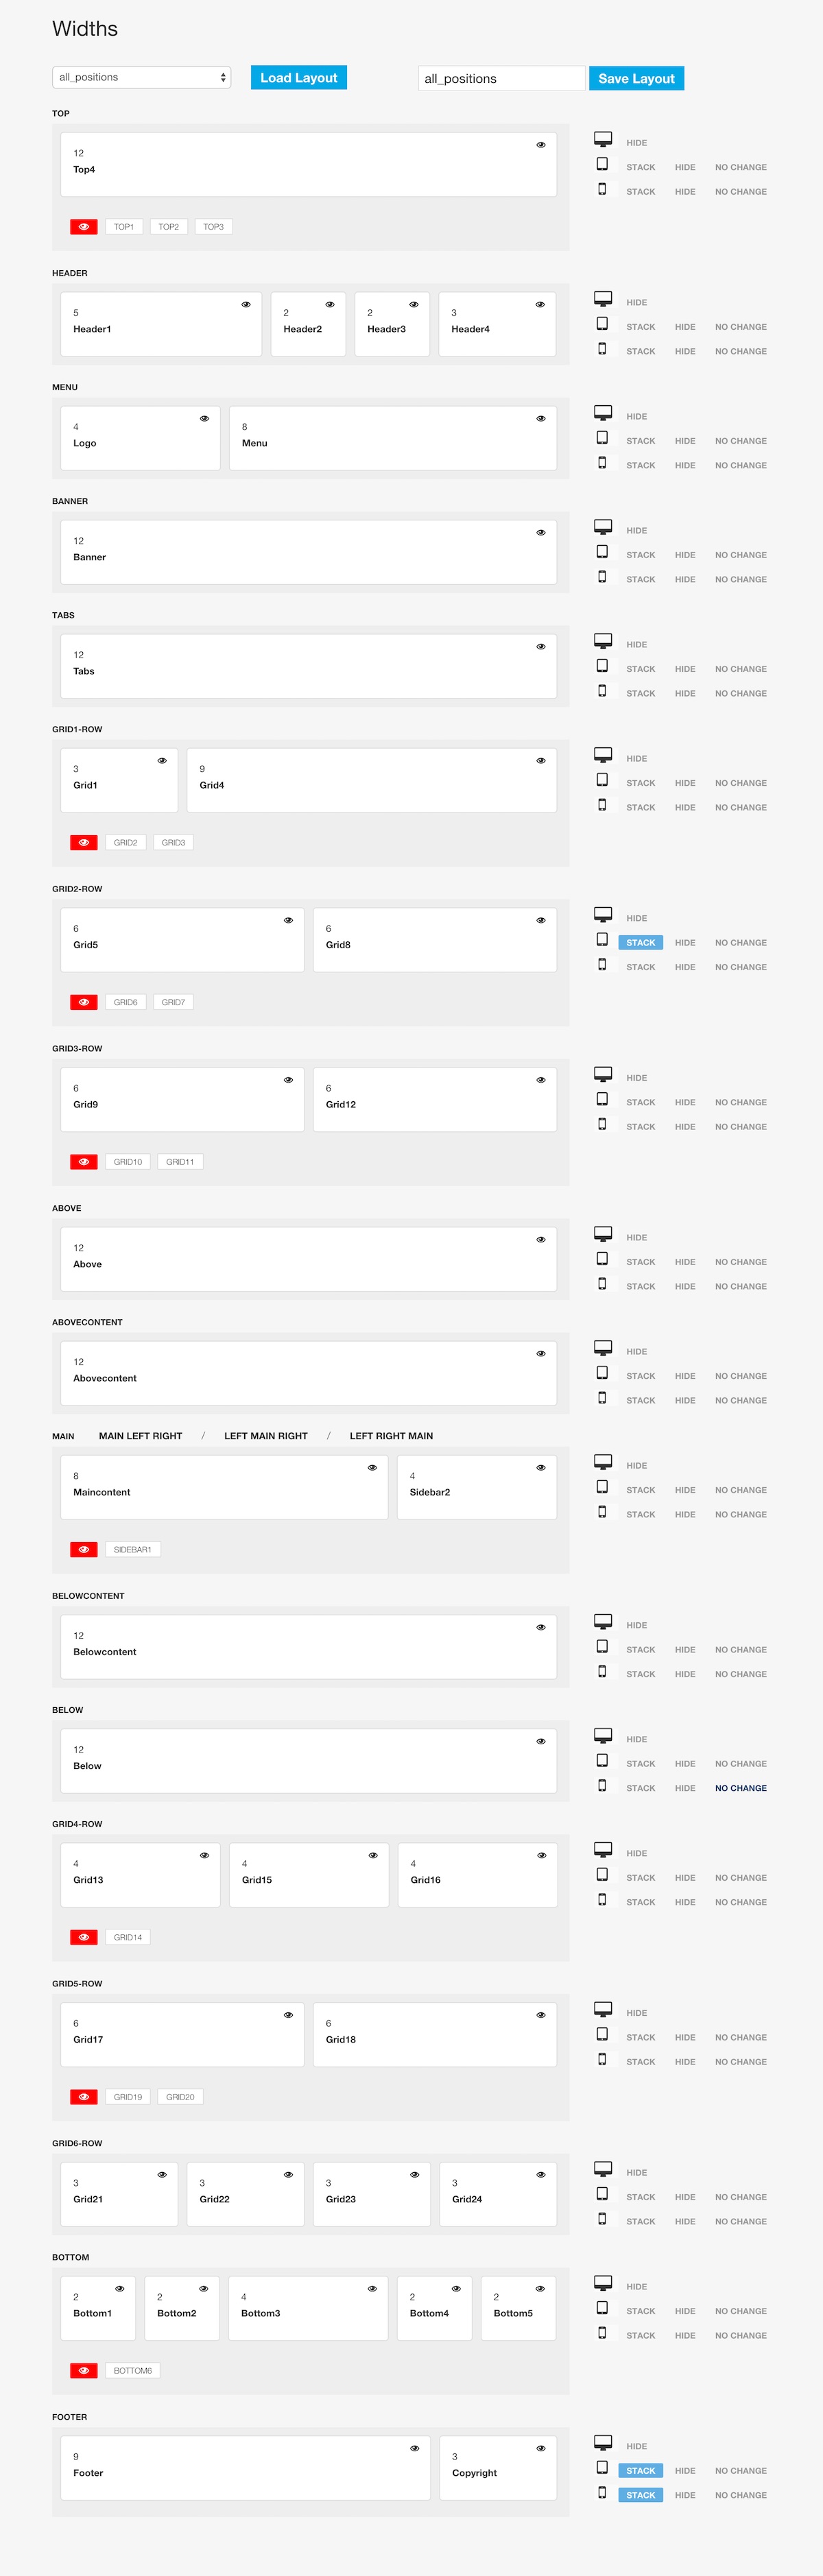 Widths
all_positions Load Layout all_positions Save Layout
TOP
12
Top4
HIDE
STACK HIDE NO CHANGE
STACK HIDE NO CHANGE
TOP1 TOP2 TOP3
HEADER
5 2 2 3
Header1 Header2 Header3 Header4
HIDE
STACK HIDE NO CHANGE
STACK HIDE NO CHANGE
MENU
4 8
Logo Menu
HIDE
STACK HIDE NO CHANGE
STACK HIDE NO CHANGE
BANNER
12
Banner
HIDE
STACK HIDE NO CHANGE
STACK HIDE NO CHANGE
TABS
12
Tabs
HIDE
STACK HIDE NO CHANGE
STACK HIDE NO CHANGE
GRID1-ROW
3 9
Grid1 Grid4
HIDE
STACK HIDE NO CHANGE
STACK HIDE NO CHANGE
GRID2 GRID3
GRID2-ROW
6 6
Grid5 Grid8
HIDE
STACK HIDE NO CHANGE
STACK HIDE NO CHANGE
GRID6 GRID7
GRID3-ROW
6 6
Grid9 Grid12
HIDE
STACK HIDE NO CHANGE
STACK HIDE NO CHANGE
GRID10 GRID11
ABOVE
12
Above
HIDE
STACK HIDE NO CHANGE
STACK HIDE NO CHANGE
ABOVECONTENT
12
Abovecontent
HIDE
STACK HIDE NO CHANGE
STACK HIDE NO CHANGE
MAIN MAIN LEFT RIGHT / LEFT MAIN RIGHT / LEFT RIGHT MAIN
8 4
Maincontent Sidebar2
HIDE
STACK HIDE NO CHANGE
STACK HIDE NO CHANGE
SIDEBAR1
BELOWCONTENT
12
Belowcontent
HIDE
STACK HIDE NO CHANGE
STACK HIDE NO CHANGE
BELOW
12
Below
HIDE
STACK HIDE NO CHANGE
STACK HIDE NO CHANGE
GRID4-ROW
4 4 4
Grid13 Grid15 Grid16
HIDE
STACK HIDE NO CHANGE
STACK HIDE NO CHANGE
GRID14
GRID5-ROW
6 6
Grid17 Grid18
HIDE
STACK HIDE NO CHANGE
STACK HIDE NO CHANGE
GRID19 GRID20
GRID6-ROW
3 3 3 3
Grid21 Grid22 Grid23 Grid24
HIDE
STACK HIDE NO CHANGE
STACK HIDE NO CHANGE
BOTTOM
2 2 4 2 2
Bottom1 Bottom2 Bottom3 Bottom4 Bottom5
HIDE
STACK HIDE NO CHANGE
STACK HIDE NO CHANGE
BOTTOM6
FOOTER
9 3
Footer Copyright
HIDE
STACK HIDE NO CHANGE
STACK HIDE NO CHANGE